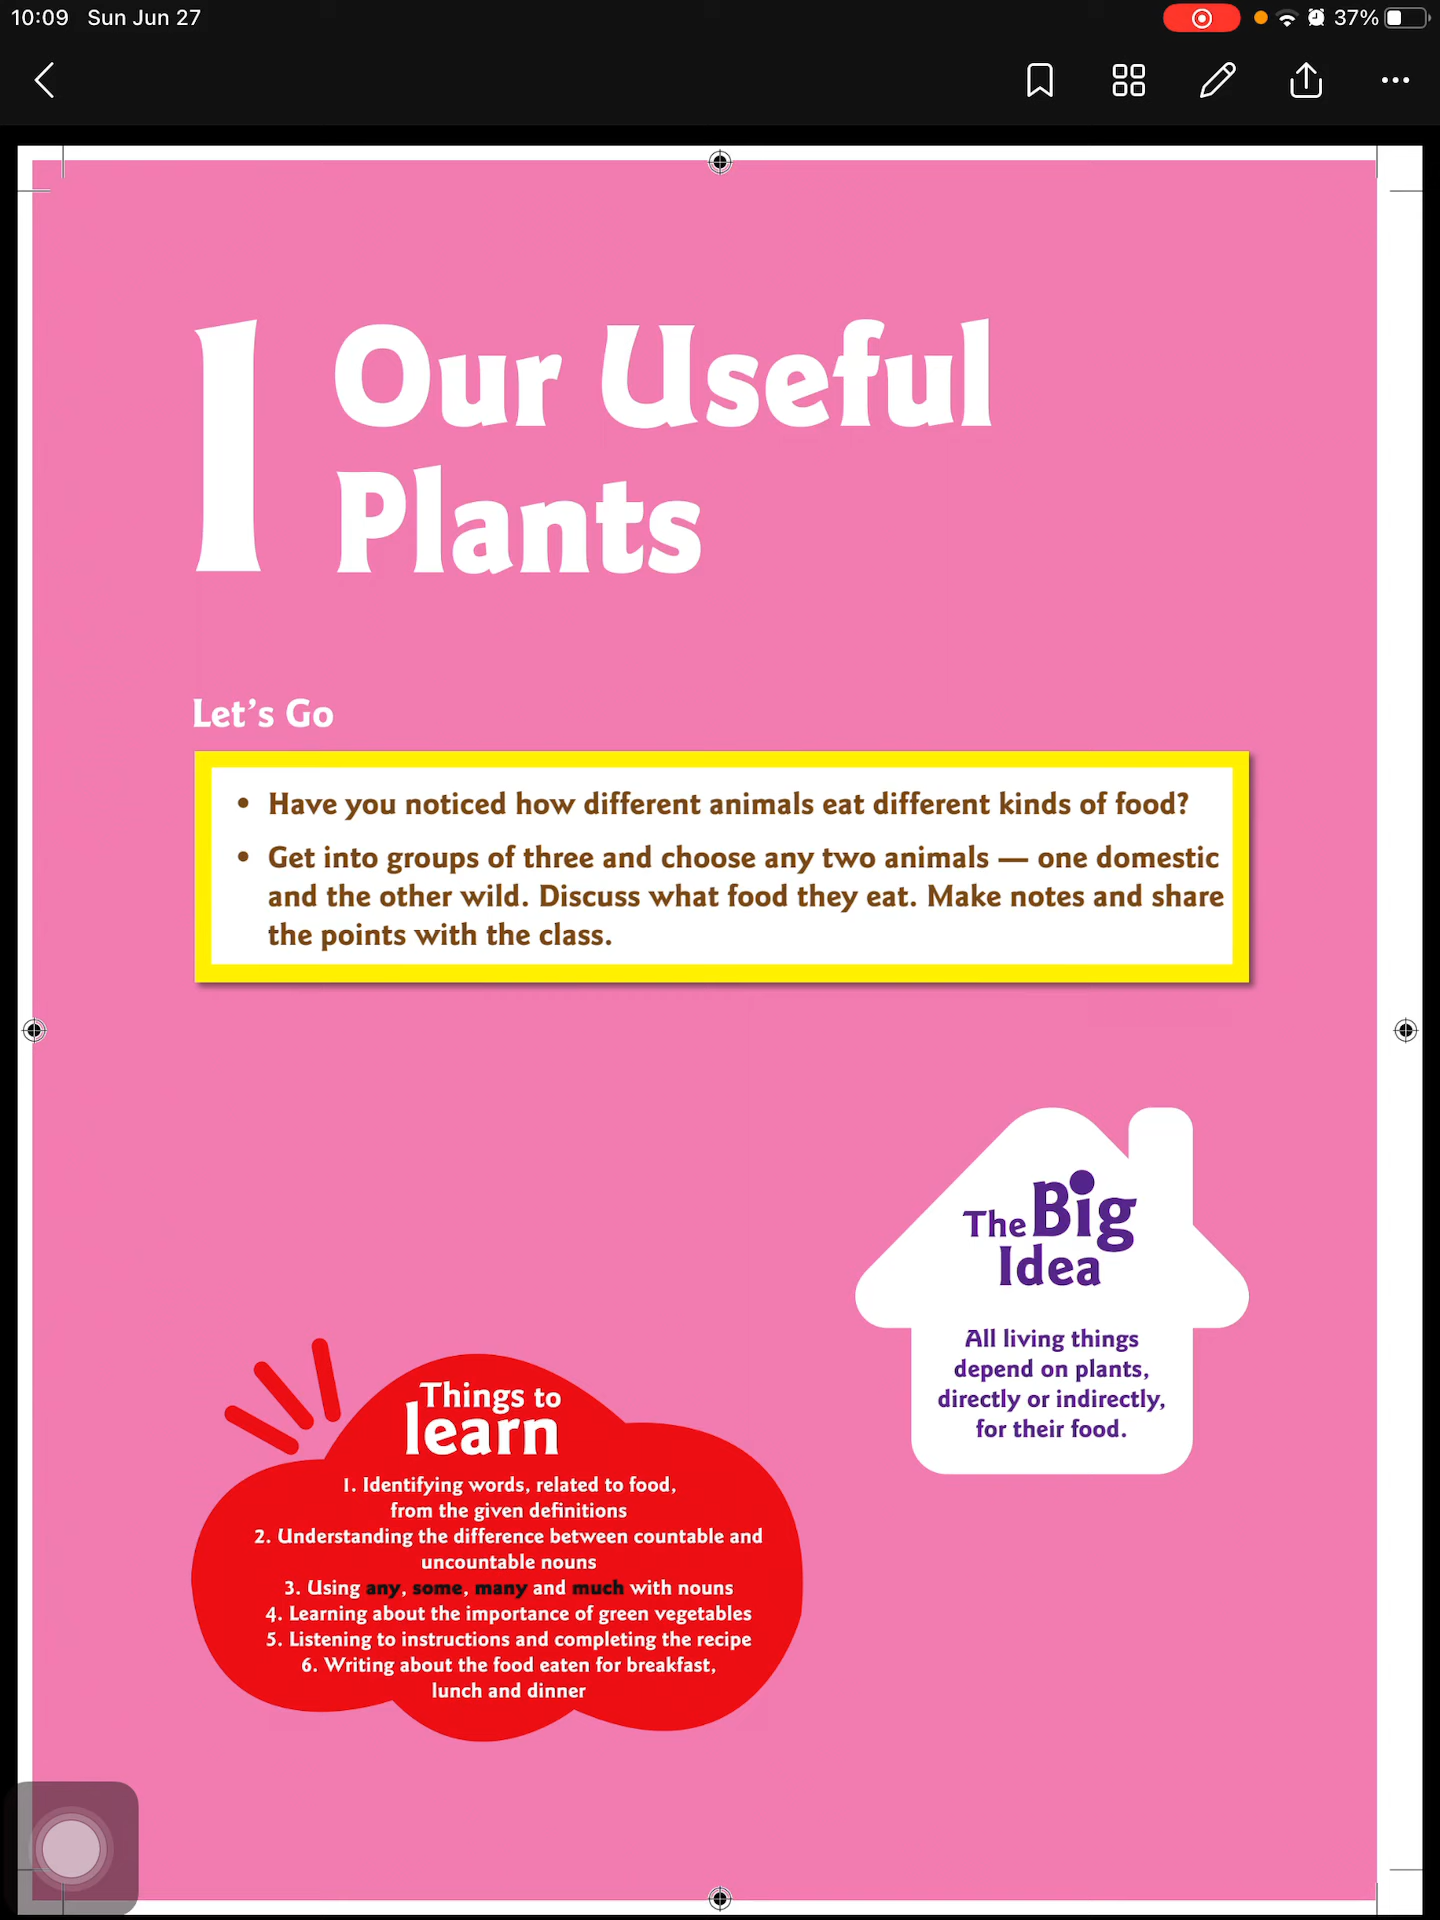 10:09 Sun Jun 27
37%
1
Our Useful
Plants
Let's Go
• Have you noticed how different animals eat different kinds of food?
• Get into groups of three and choose any two animals — one domestic
and the other wild. Discuss what food they eat. Make notes and share
the points with the class.
The Big
Idea
All living things
depend on plants,
directly or indirectly,
for their food.
Things to
learn
1. Identifying words, related to food,
from the given definitions
2. Understanding the difference between countable and
uncountable nouns
3. Using any, some, many and much with nouns
4. Learning about the importance of green vegetables
5. Listening to instructions and completing the recipe
6. Writing about the food eaten for breakfast,
lunch and dinner